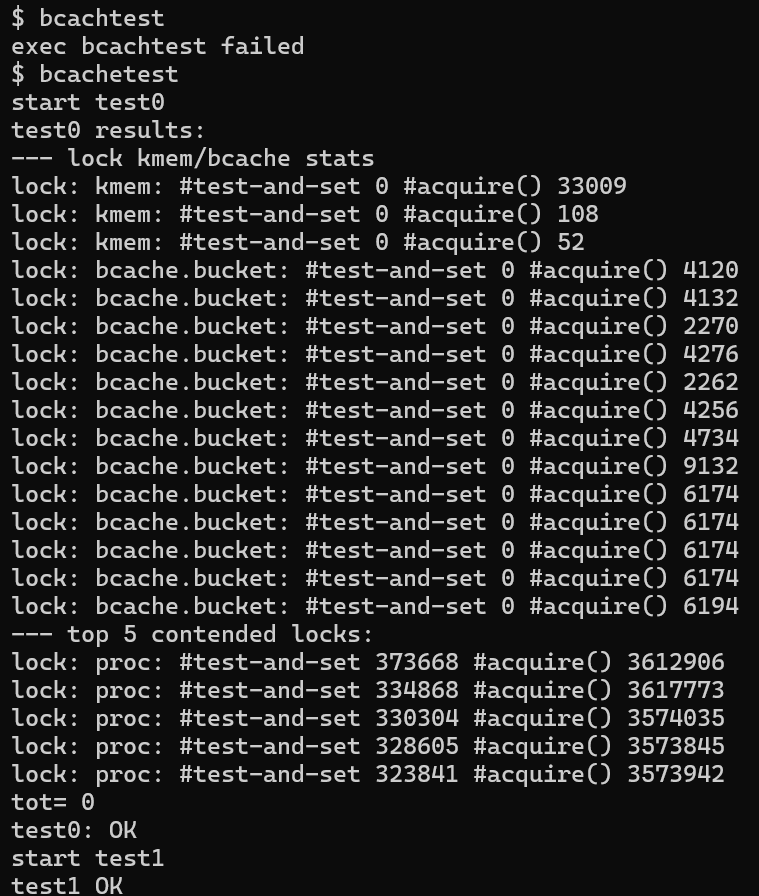 $ bcachtest
exec bcachtest failed
$ bcachetest
start test0
test0 results:
--- lock kmem/bcache stats
lock: kmem: #test-and-set 0 #acquire() 33009
lock: kmem: #test-and-set 0 #acquire() 108
lock: kmem: #test-and-set 0 #acquire() 52
lock: bcache.bucket: #test-and-set 0 #acquire() 4120
lock: bcache.bucket: #test-and-set 0 #acquire() 4132
lock: bcache.bucket: #test-and-set 0 #acquire() 2270
lock: bcache.bucket: #test-and-set 0 #acquire() 4276
lock: bcache.bucket: #test-and-set 0 #acquire() 2262
lock: bcache.bucket: #test-and-set 0 #acquire() 4256
lock: bcache.bucket: #test-and-set 0 #acquire() 4734
lock: bcache.bucket: #test-and-set 0 #acquire() 9132
lock: bcache.bucket: #test-and-set 0 #acquire() 6174
lock: bcache.bucket: #test-and-set 0 #acquire() 6174
lock: bcache.bucket: #test-and-set 0 #acquire() 6174
lock: bcache.bucket: #test-and-set 0 #acquire() 6174
lock: bcache.bucket: #test-and-set 0 #acquire() 6194
--- top 5 contended locks:
lock: proc: #test-and-set 373668 #acquire() 3612906
lock: proc: #test-and-set 334868 #acquire() 3617773
lock: proc: #test-and-set 330304 #acquire() 3574035
lock: proc: #test-and-set 328605 #acquire() 3573845
lock: proc: #test-and-set 323841 #acquire() 3573942
tot= 0
test0: OK
start test1
test1 OK